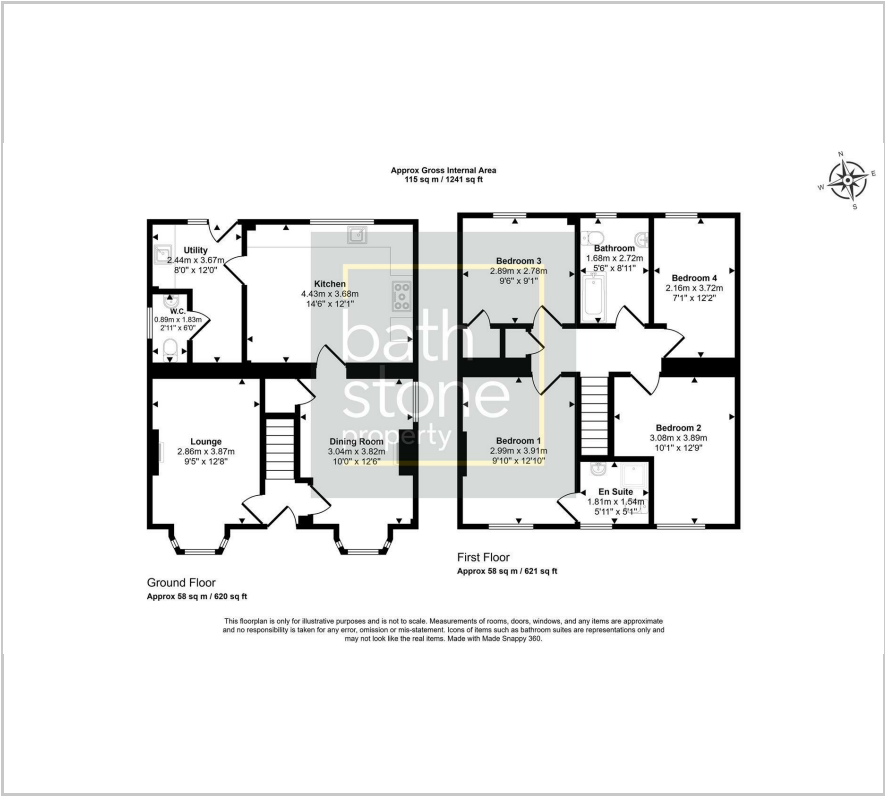 Approx Gross Internal Area
115 sq m / 1241 sq ft
N
E
S
W
Utility
2.44m x 3.67m
8'0" x 12'0"
W.C.
0.89m x 1.83m
2'11" x 6'0"
Kitchen
4.43m x 3.68m
14'6" x 12'1"
Lounge
2.86m x 3.87m
9'5" x 12'8"
Dining Room
3.04m x 3.82m
10'0" x 12'6"
Ground Floor
Approx 58 sq m / 620 sq ft
Bedroom 3
2.89m x 2.78m
9'6" x 9'1"
Bathroom
1.68m x 2.72m
5'6" x 8'11"
Bedroom 4
2.16m x 3.72m
7'1" x 12'2"
Bedroom 1
2.99m x 3.91m
9'10" x 12'10"
Bedroom 2
3.08m x 3.89m
10'1" x 12'9"
En Suite
1.81m x 1.54m
5'11" x 5'1"
First Floor
Approx 58 sq m / 621 sq ft
bath
stone
property
This floorplan is only for illustrative purposes and is not to scale. Measurements of rooms, doors, windows, and any items are approximate
and no responsibility is taken for any error, omission or mis-statement. Icons of items such as bathroom suites are representations only and
may not look like the real items. Made with Made Snappy 360.